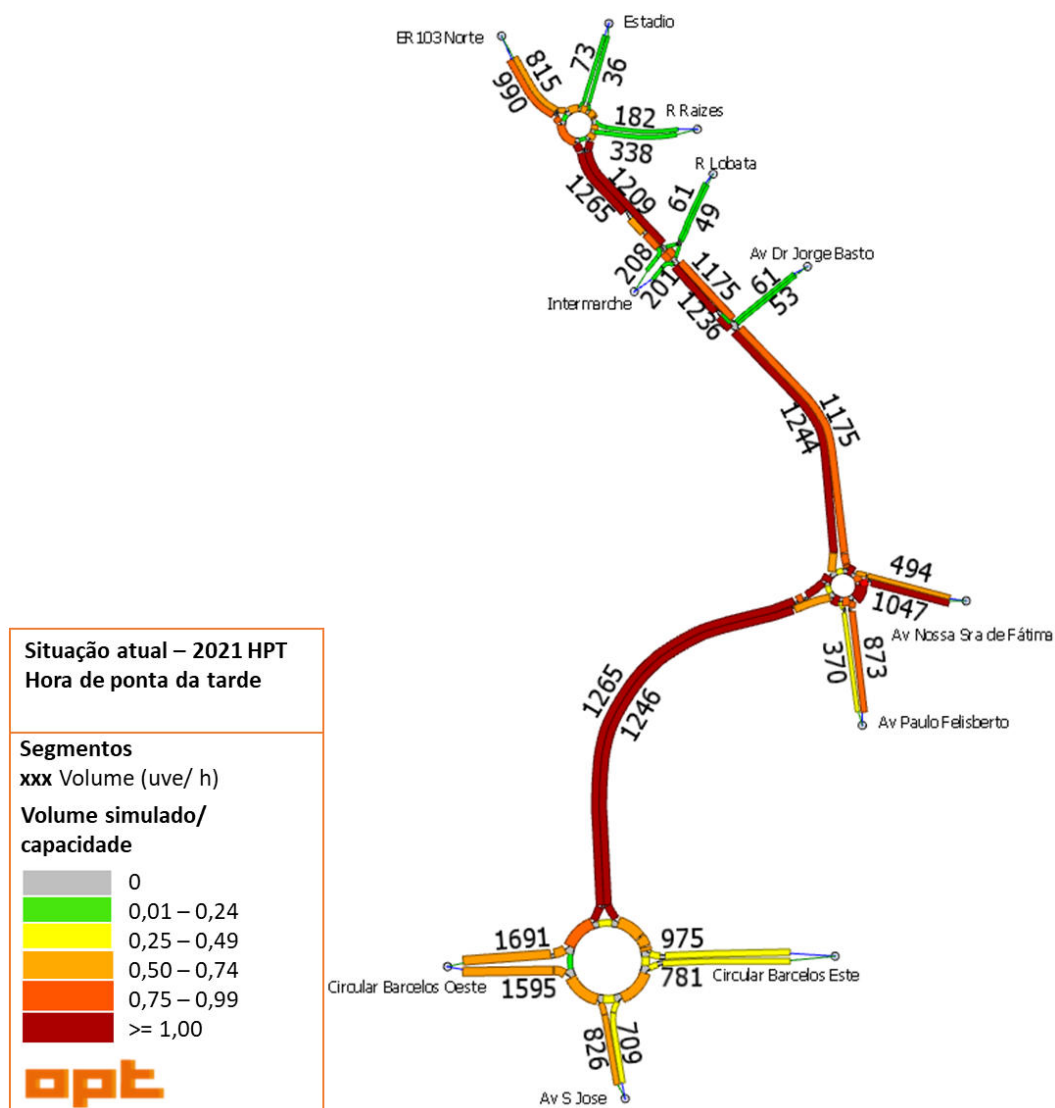 Estadio
ER 103 Norte
73
36
815
990
182
R Raizes
338
R Lobata
1209
1265
61
49
Av Dr Jorge Basto
208
201
1175
1236
61
53
Intermarche
1175
1244
494
1047
Av Nossa Sra de Fátima
370
873
Av Paulo Felisberto
1265
1246
Situação atual – 2021 HPT
Hora de ponta da tarde
Segmentos
xxx Volume (uve/ h)
Volume simulado/
capacidade
0
0,01 – 0,24
0,25 – 0,49
0,50 – 0,74
0,75 – 0,99
>= 1,00
opt
1691
975
Circular Barcelos Oeste
1595
781
Circular Barcelos Este
826
709
Av S Jose